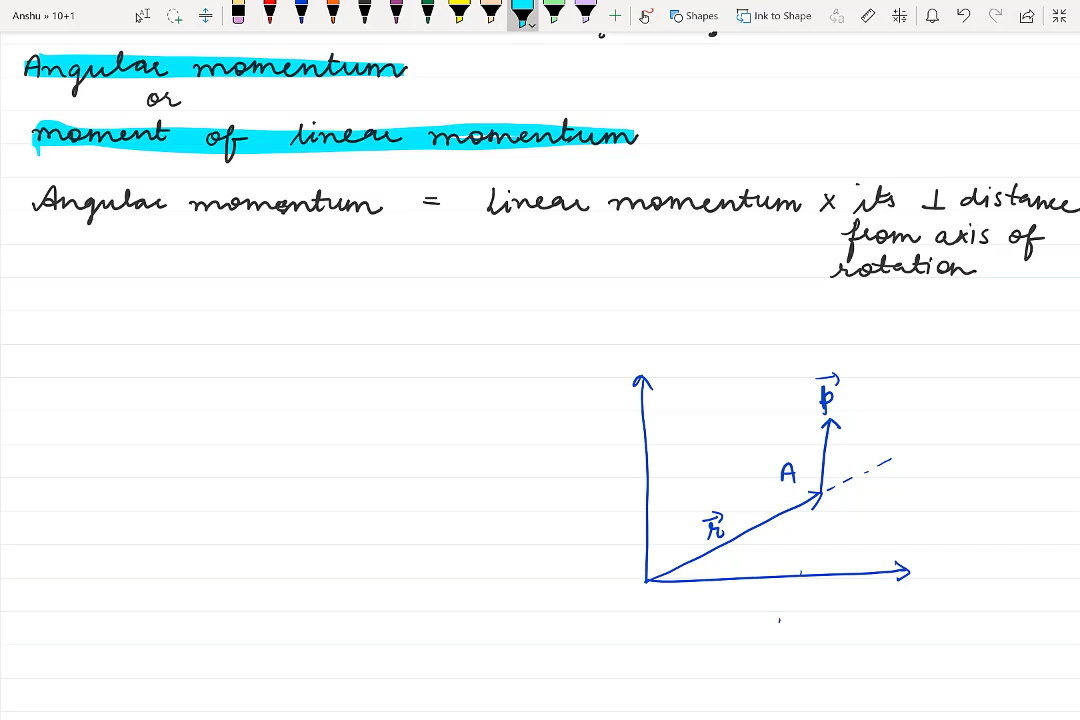 Anshu » 10+1
Shapes
Ink to Shape
Angular momentum
or
moment of linear momentum
Angular momentum = linear momentum × its ⊥ distance
from axis of
rotation
p⃗
A
r⃗